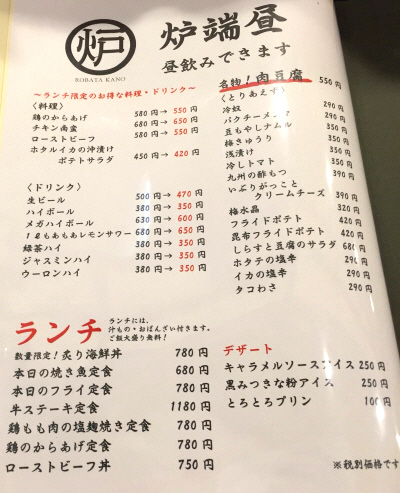 炉
ROBATA KANO
炉端昼
昼飲みできます
～ランチ限定のお得な料理・ドリンク～
〈料理〉
鶏のからあげ 580円→550円
チキン南蛮 680円→650円
ローストビーフ 580円→550円
ホタルイカの沖漬け
ポテトサラダ 450円→420円
〈ドリンク〉
生ビール 500円→470円
ハイボール 380円→350円
メガハイボール 630円→600円
1ℓもあもあレモンサワー 680円→650円
緑茶ハイ 380円→350円
ジャスミンハイ 380円→350円
ウーロンハイ 380円→350円
名物！肉豆腐 550円
〈とりあえず〉
冷奴 290円
パクチーメンマ 290円
豆もやしナムル 290円
梅きゅうり 350円
浅漬け 350円
冷しトマト 350円
九州の酢もつ 390円
いぶりがっこと
クリームチーズ 390円
梅水晶 320円
フライドポテト 420円
昆布フライドポテト 420円
しらすと豆腐のサラダ 680円
ホタテの塩辛 290円
イカの塩辛 290円
タコわさ 290円
ランチ
ランチには、
汁もの・おばんざい付きます。
ご飯大盛り無料！
数量限定！炙り海鮮丼 780円
本日の焼き魚定食 680円
本日のフライ定食 780円
牛ステーキ定食 1180円
鶏もも肉の塩麹焼き定食 780円
鶏のからあげ定食 780円
ローストビーフ丼 750円
デザート
キャラメルソースアイス 250円
黒みつきな粉アイス 250円
とろとろプリン 100円
※税別価格です